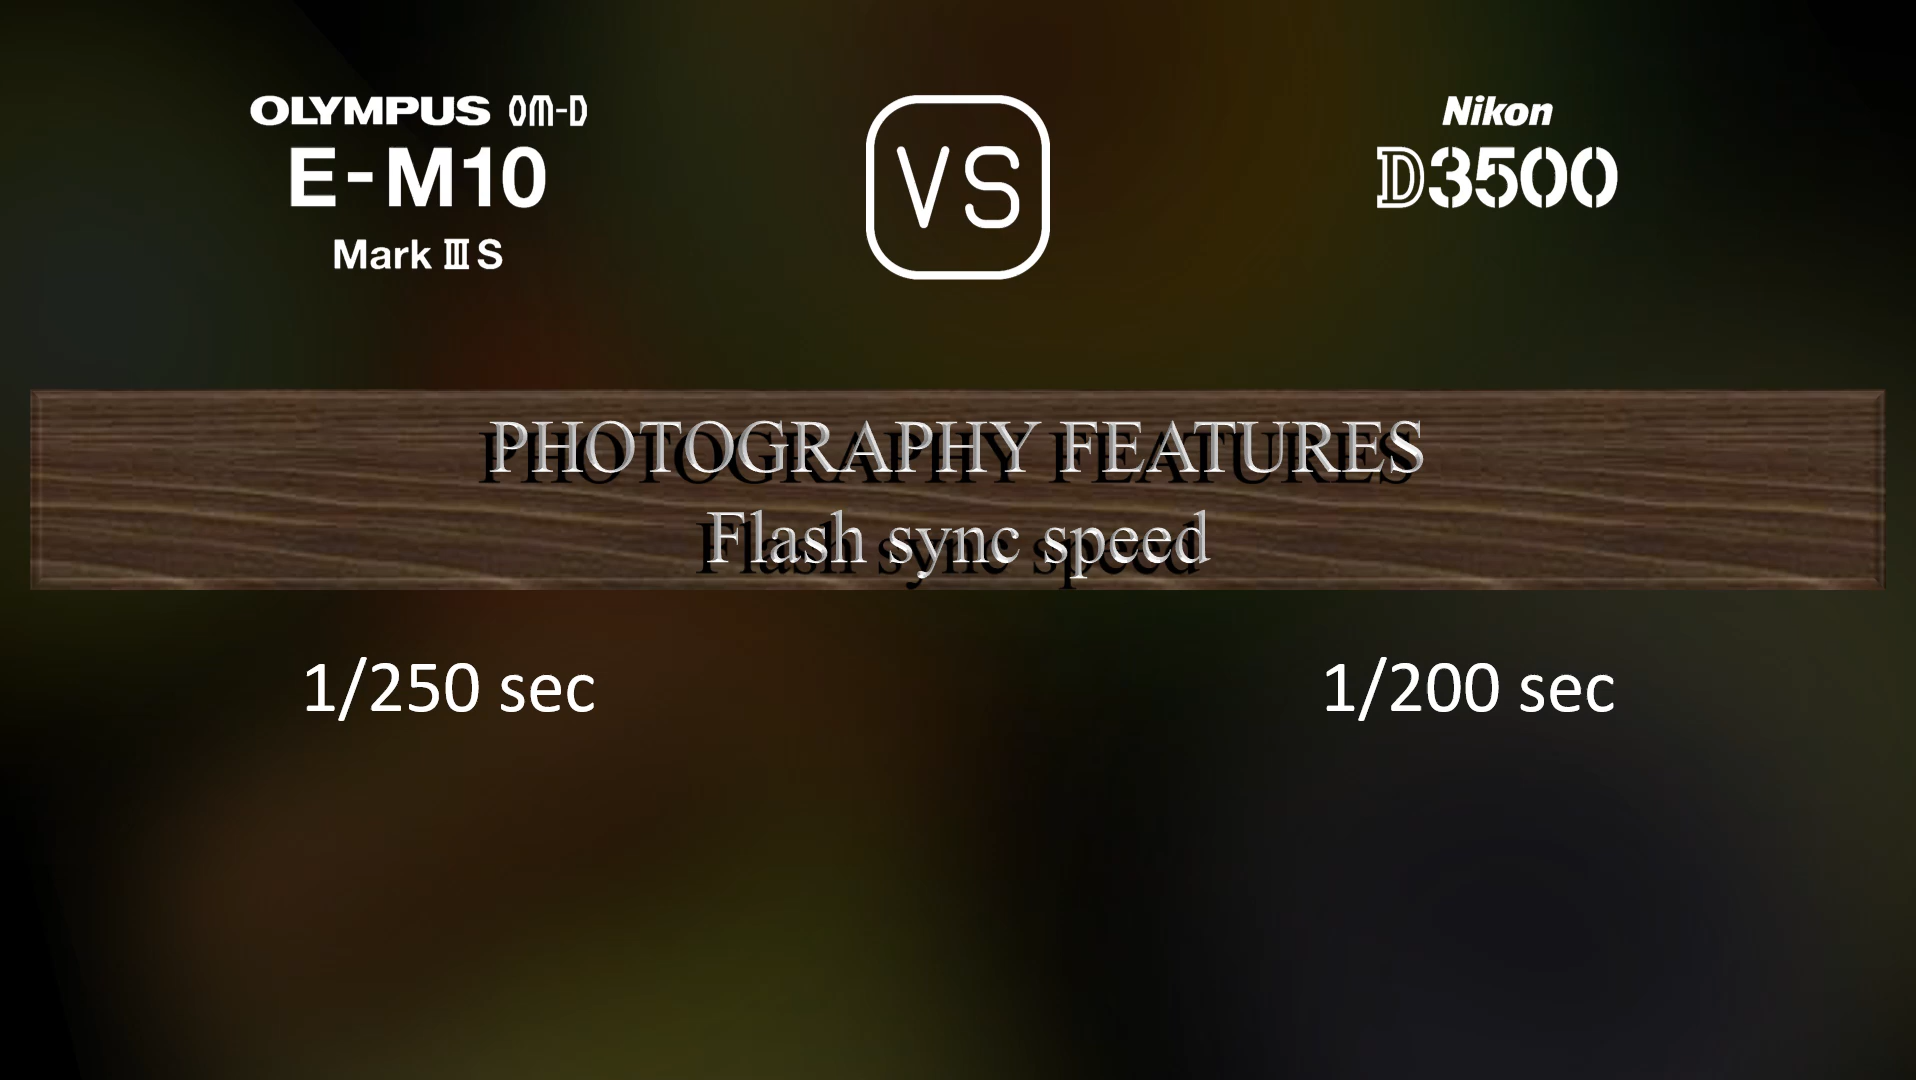 OLYMPUS OM-D
E-M10
Mark III S
VS
Nikon
D3500
PHOTOGRAPHY FEATURES
Flash sync speed
1/250 sec
1/200 sec